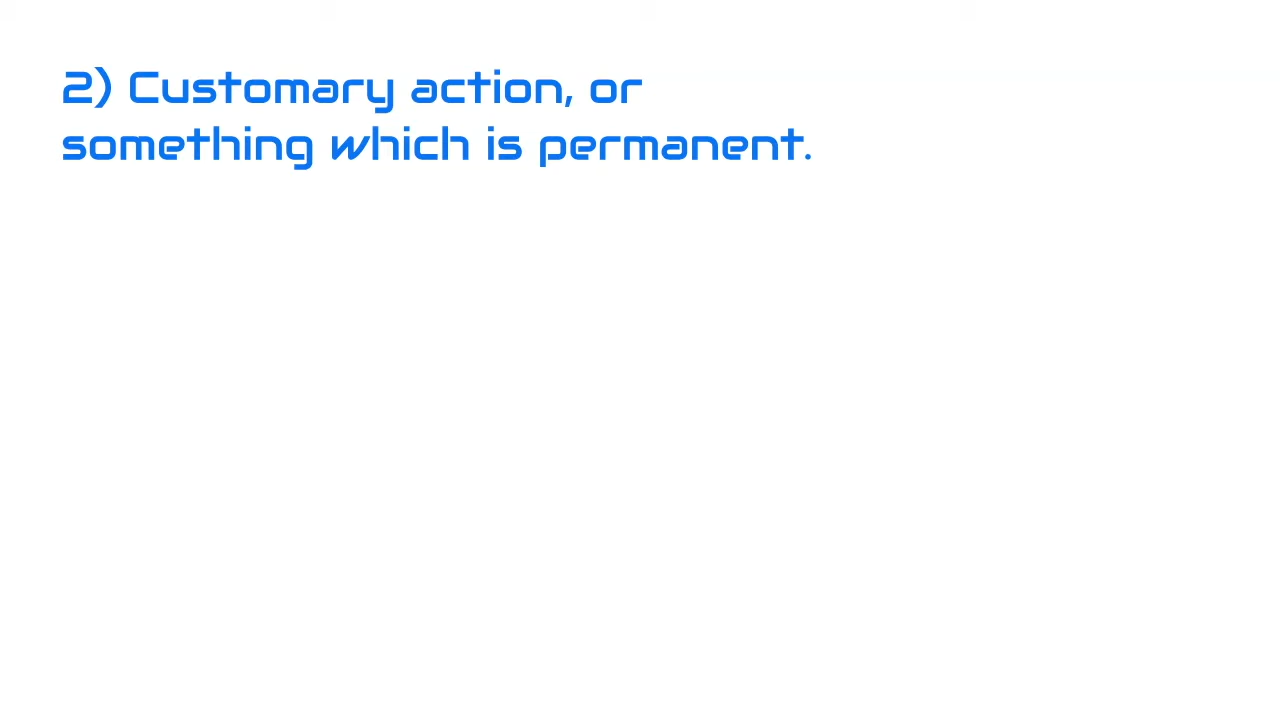 2) Customary action, or
something which is permanent.